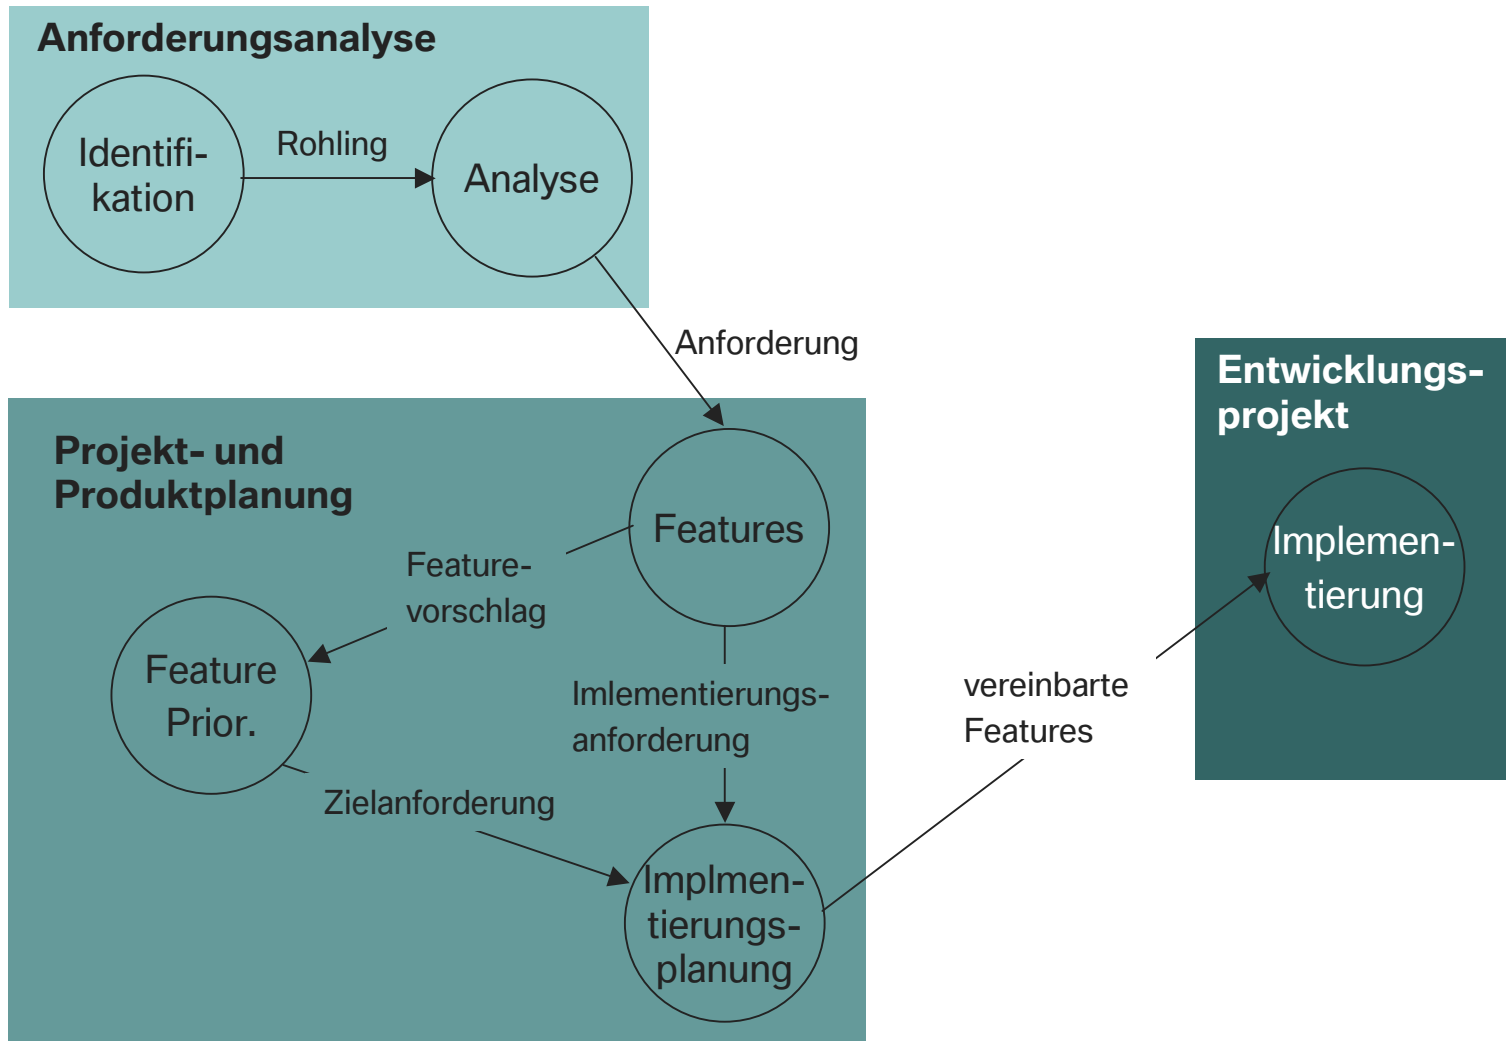 Anforderungsanalyse
Identifi-
kation
Rohling
Analyse
Anforderung
Projekt- und
Produktplanung
Features
Feature-
vorschlag
Feature
Prior.
Imlementierungs-
anforderung
Zielanforderung
Implmen-
tierungs-
planung
vereinbarte
Features
Entwicklungs-
projekt
Implemen-
tierung